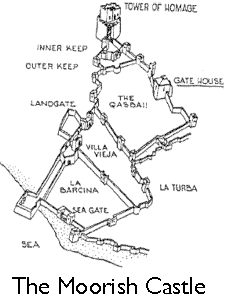 TOWER OF HOMAGE
INNER KEEP
OUTER KEEP
GATE HOUSE
THE
QASBAH
LANDGATE
VILLA
VIEJA
LA
BARCINA
LA TURBA
SEA GATE
SEA
The Moorish Castle